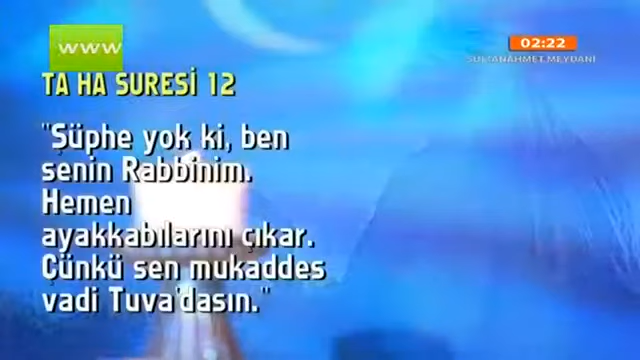 www
02:22
SULTANAHMET MEYDANI
TA HA SURESİ 12
"Şüphe yok ki, ben
senin Rabbinim.
Hemen
ayakkabılarını çıkar.
Çünkü sen mukaddes
vadi Tuva'dasın."